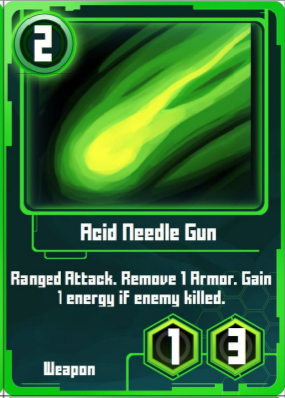 2
Acid Needle Gun
Ranged Attack. Remove 1 Armor. Gain
1 energy if enemy killed.
1 3
Weapon